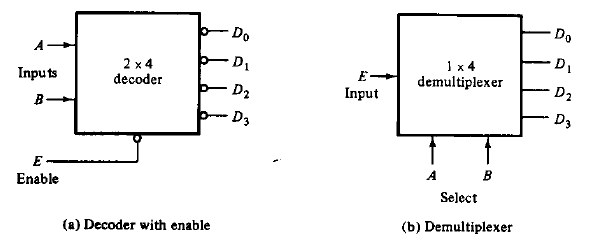 A
Inputs
B
2 x 4
decoder
D₀
D₁
D₂
D₃
E
Enable
(a) Decoder with enable
E
Input
1 x 4
demultiplexer
D₀
D₁
D₂
D₃
A
B
Select
(b) Demultiplexer